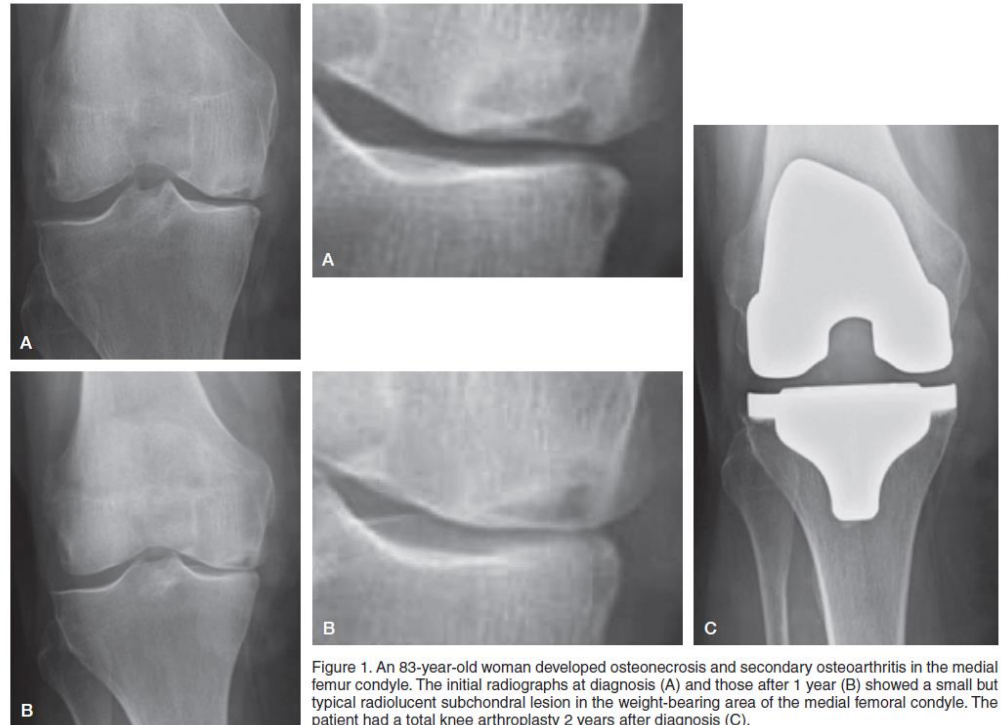 A
A
B
B
C
Figure 1. An 83-year-old woman developed osteonecrosis and secondary osteoarthritis in the medial
femur condyle. The initial radiographs at diagnosis (A) and those after 1 year (B) showed a small but
typical radiolucent subchondral lesion in the weight-bearing area of the medial femoral condyle. The
patient had a total knee arthroplasty 2 years after diagnosis (C).